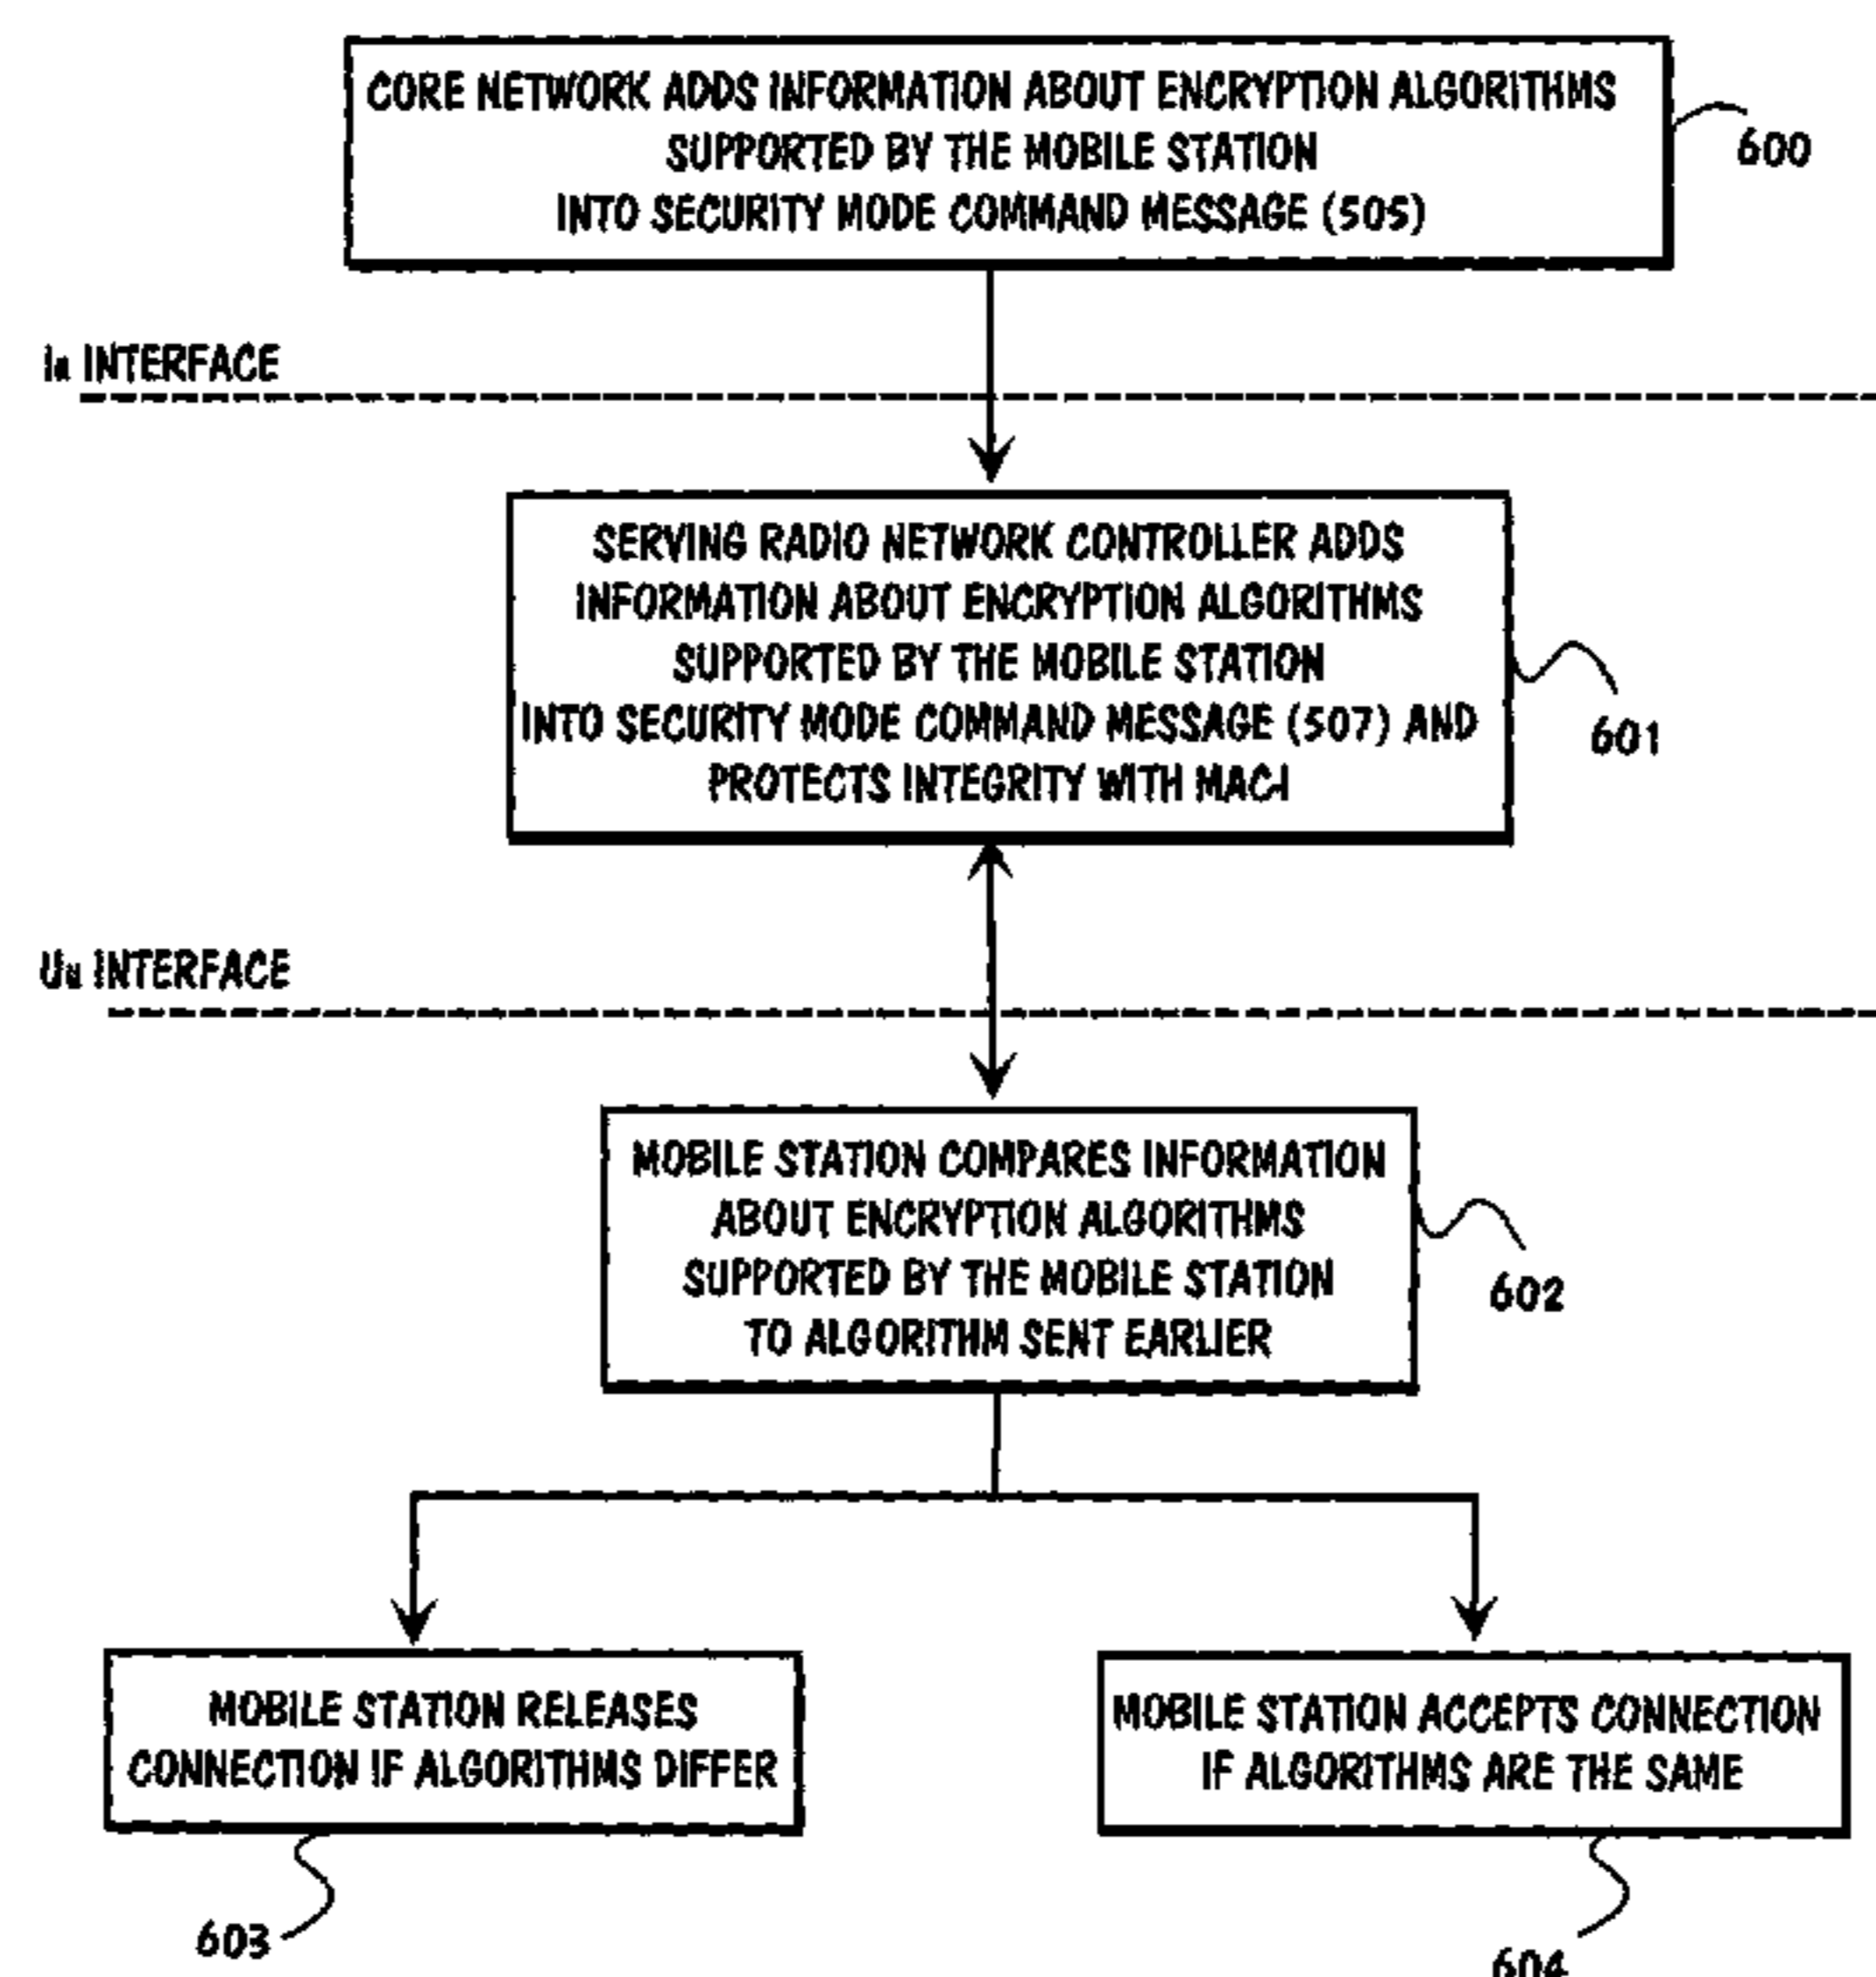 CORE NETWORK ADDS INFORMATION ABOUT ENCRYPTION ALGORITHMS
SUPPORTED BY THE MOBILE STATION
INTO SECURITY MODE COMMAND MESSAGE (505)
600
Iu INTERFACE
SERVING RADIO NETWORK CONTROLLER ADDS
INFORMATION ABOUT ENCRYPTION ALGORITHMS
SUPPORTED BY THE MOBILE STATION
INTO SECURITY MODE COMMAND MESSAGE (507) AND
PROTECTS INTEGRITY WITH MAC-I
601
Uu INTERFACE
MOBILE STATION COMPARES INFORMATION
ABOUT ENCRYPTION ALGORITHMS
SUPPORTED BY THE MOBILE STATION
TO ALGORITHM SENT EARLIER
602
MOBILE STATION RELEASES
CONNECTION IF ALGORITHMS DIFFER
603
MOBILE STATION ACCEPTS CONNECTION
IF ALGORITHMS ARE THE SAME
604